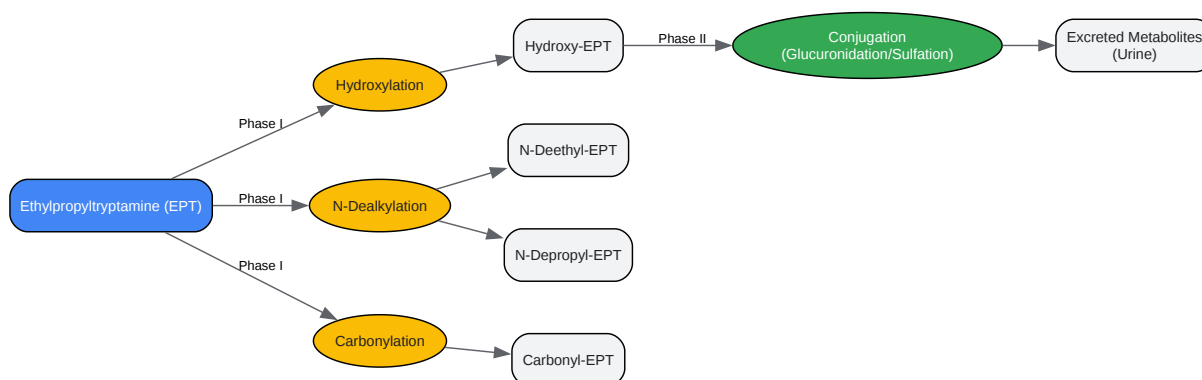 Hydroxy-EPT
Phase II
Conjugation
(Glucuronidation/Sulfation)
Excreted Metabolites
(Urine)
Hydroxylation
Phase I
N-Deethyl-EPT
Ethylpropyltryptamine (EPT)
Phase I
N-Dealkylation
N-Depropyl-EPT
Phase I
Carbonylation
Carbonyl-EPT